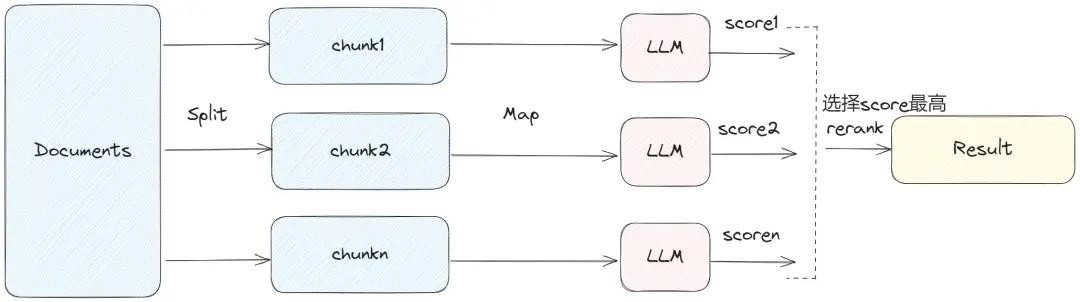 Documents
Split
chunk1
chunk2
chunkn
Map
LLM
LLM
LLM
score1
score2
scoren
选择score最高
rerank
Result